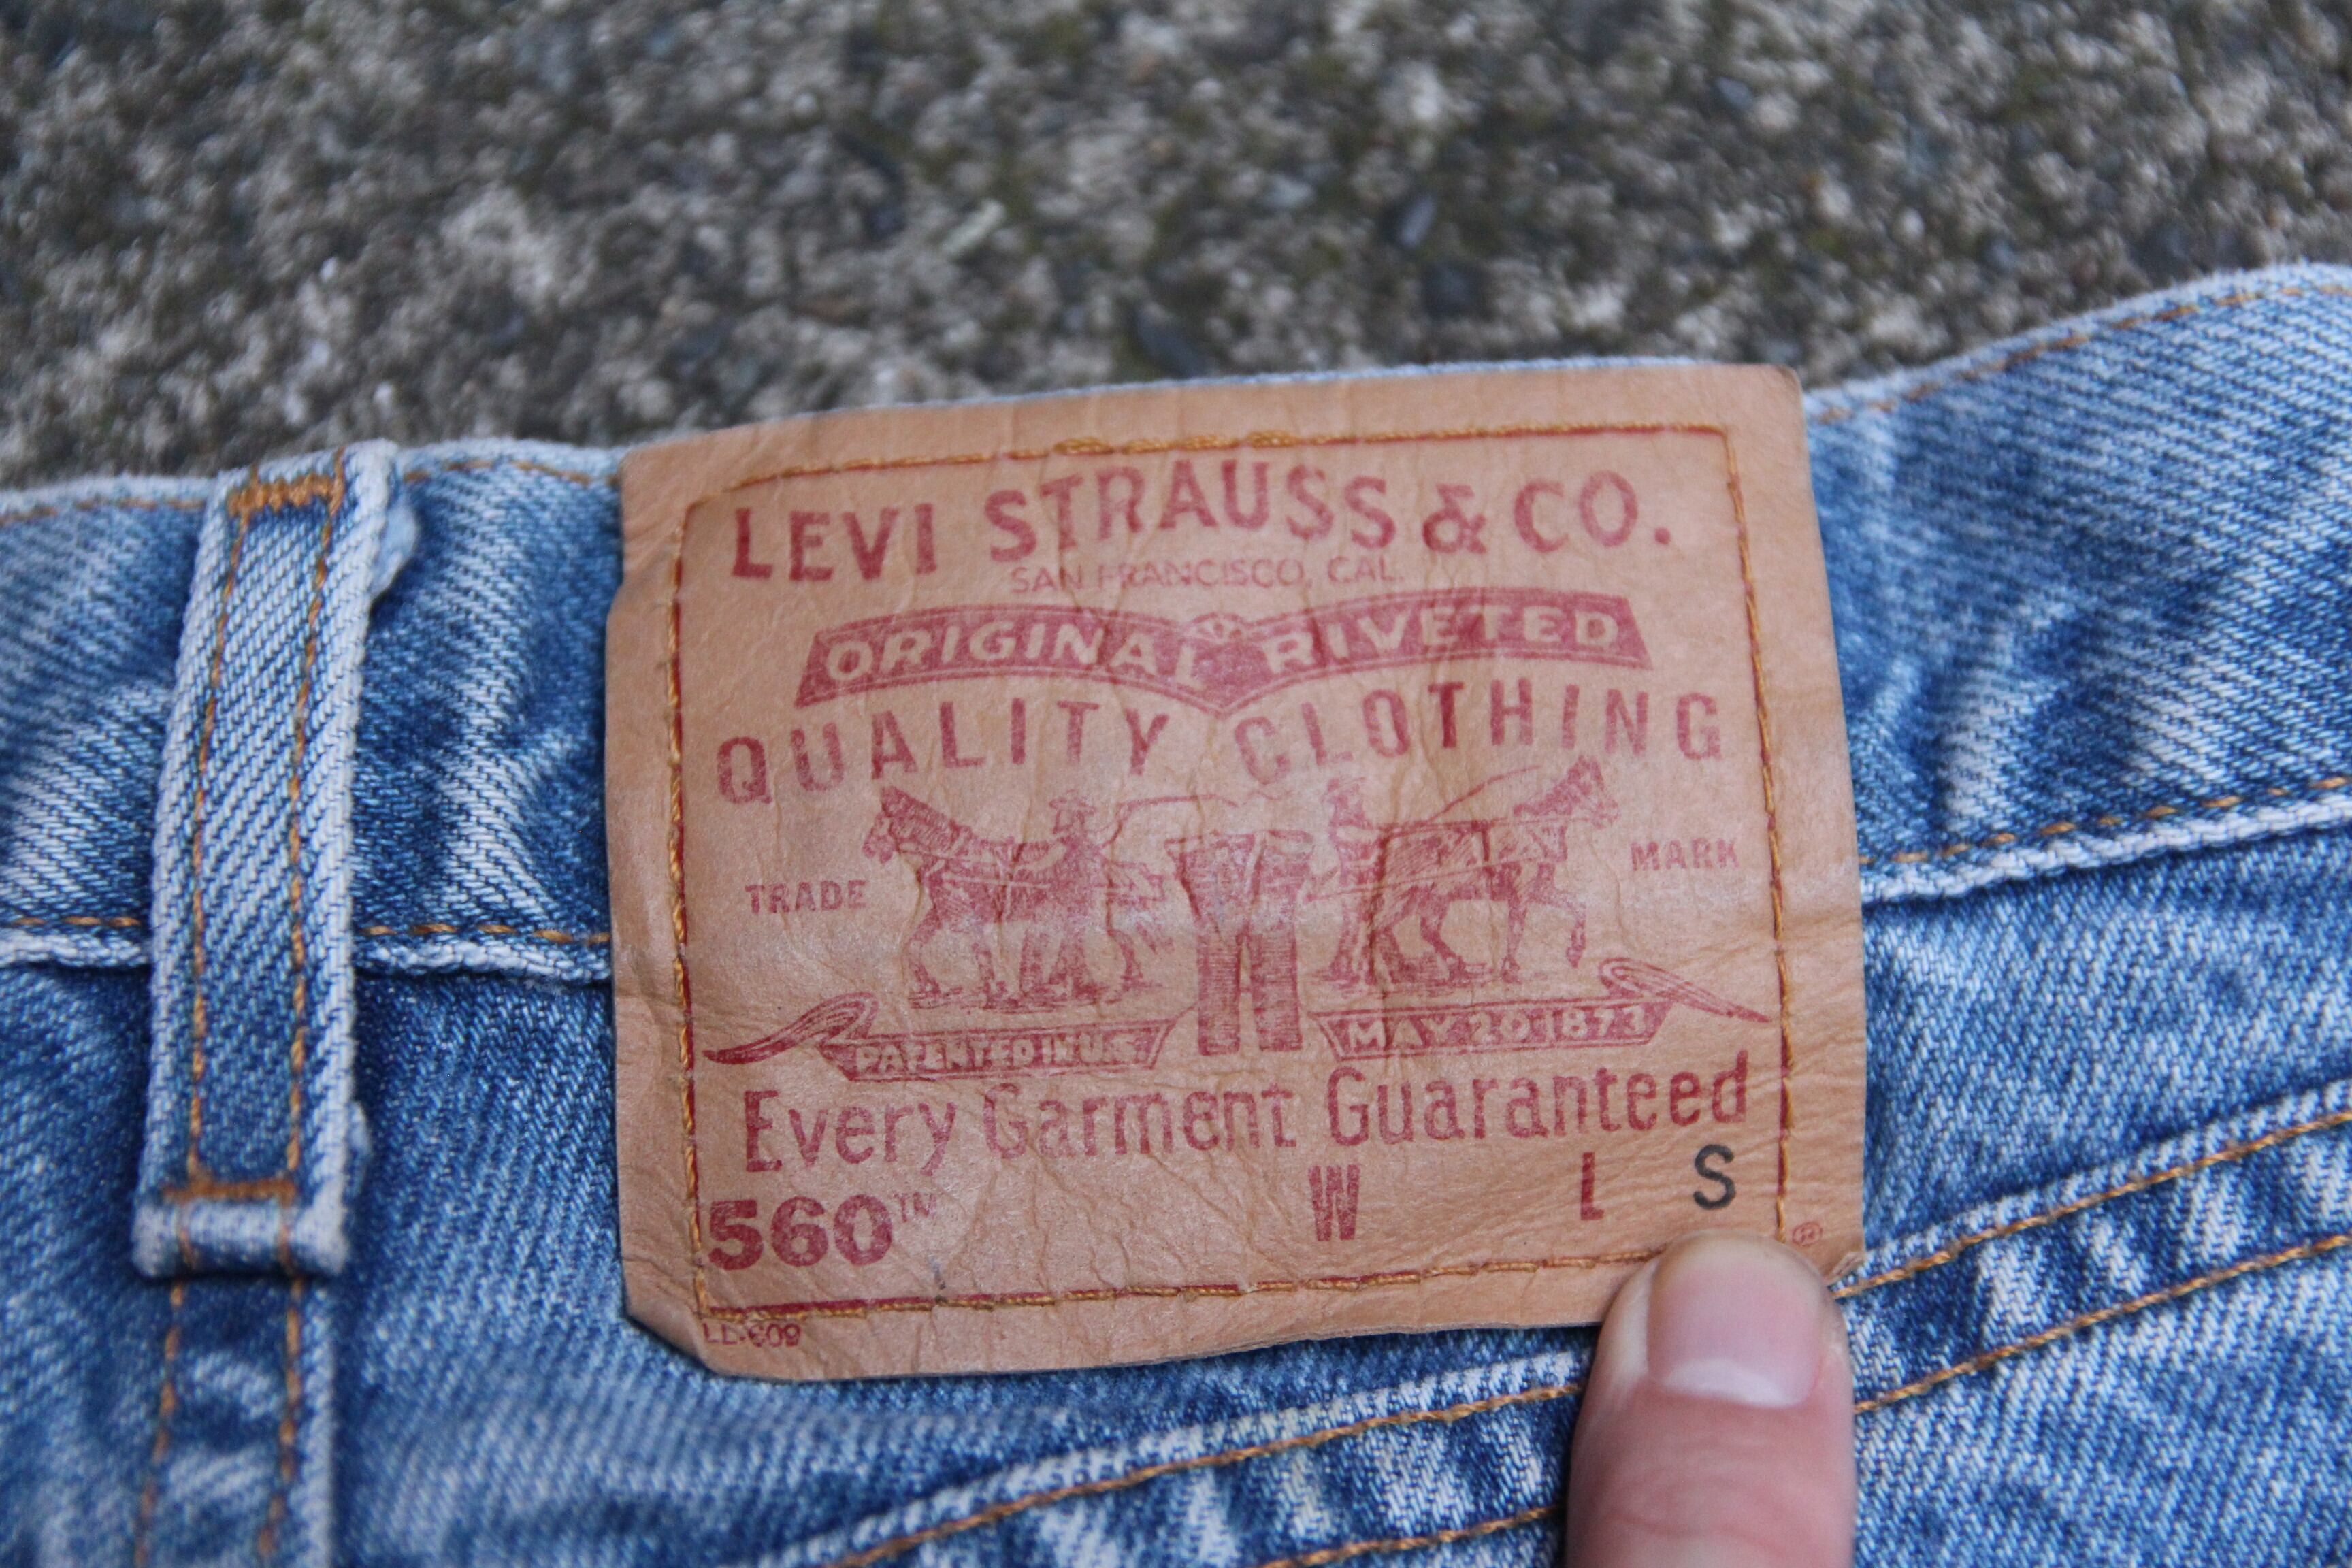 LEVI STRAUSS & CO.
SAN FRANCISCO, CAL.
ORIGINAL RIVETED
QUALITY CLOTHING
TRADE MARK
PATENTED IN U.S. MAY 20 1873
Every Garment Guaranteed
560™ W L S
®